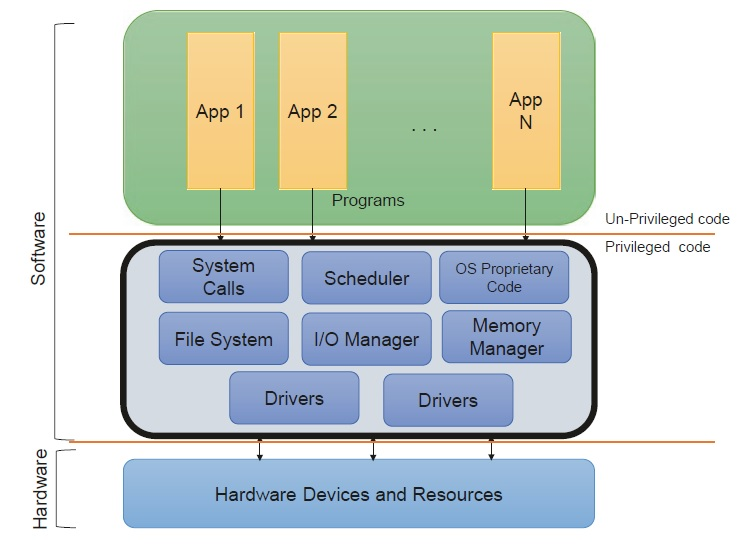 App 1
App 2
. . .
App
N
Programs
Un-Privileged code
Privileged code
Software
System
Calls
Scheduler
OS Proprietary
Code
File System
I/O Manager
Memory
Manager
Drivers
Drivers
Hardware
Hardware Devices and Resources